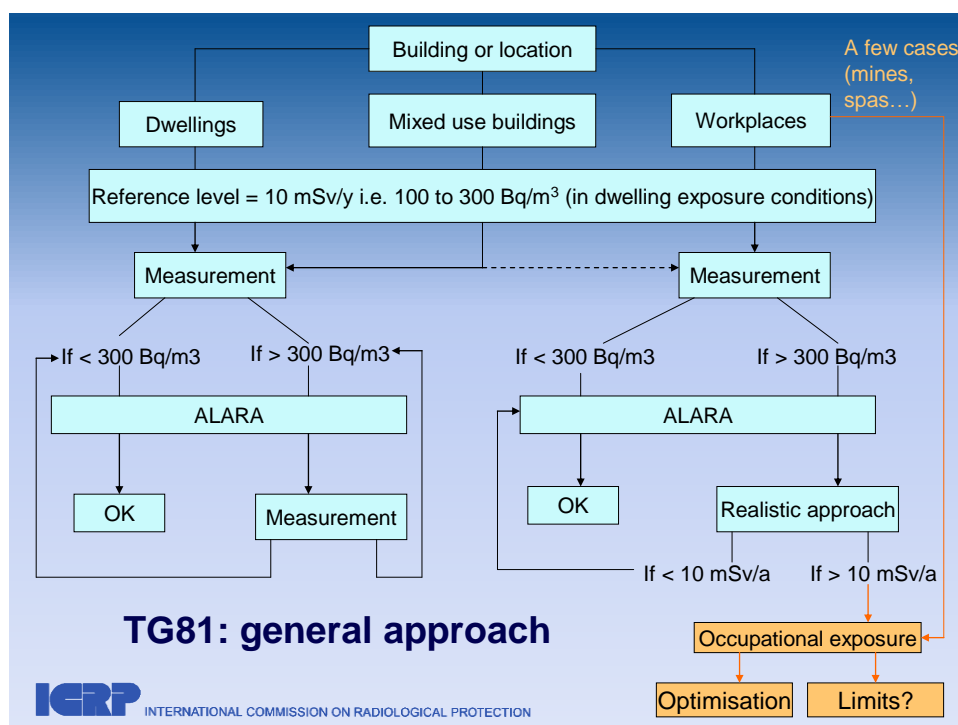 Building or location
A few cases
(mines,
spas…)
Dwellings
Mixed use buildings
Workplaces
Reference level = 10 mSv/y i.e. 100 to 300 Bq/m³ (in dwelling exposure conditions)
Measurement
Measurement
If < 300 Bq/m3
If > 300 Bq/m3
If < 300 Bq/m3
If > 300 Bq/m3
ALARA
ALARA
OK
Measurement
OK
Realistic approach
If < 10 mSv/a
If > 10 mSv/a
TG81: general approach
Occupational exposure
Optimisation
Limits?
ICRP INTERNATIONAL COMMISSION ON RADIOLOGICAL PROTECTION